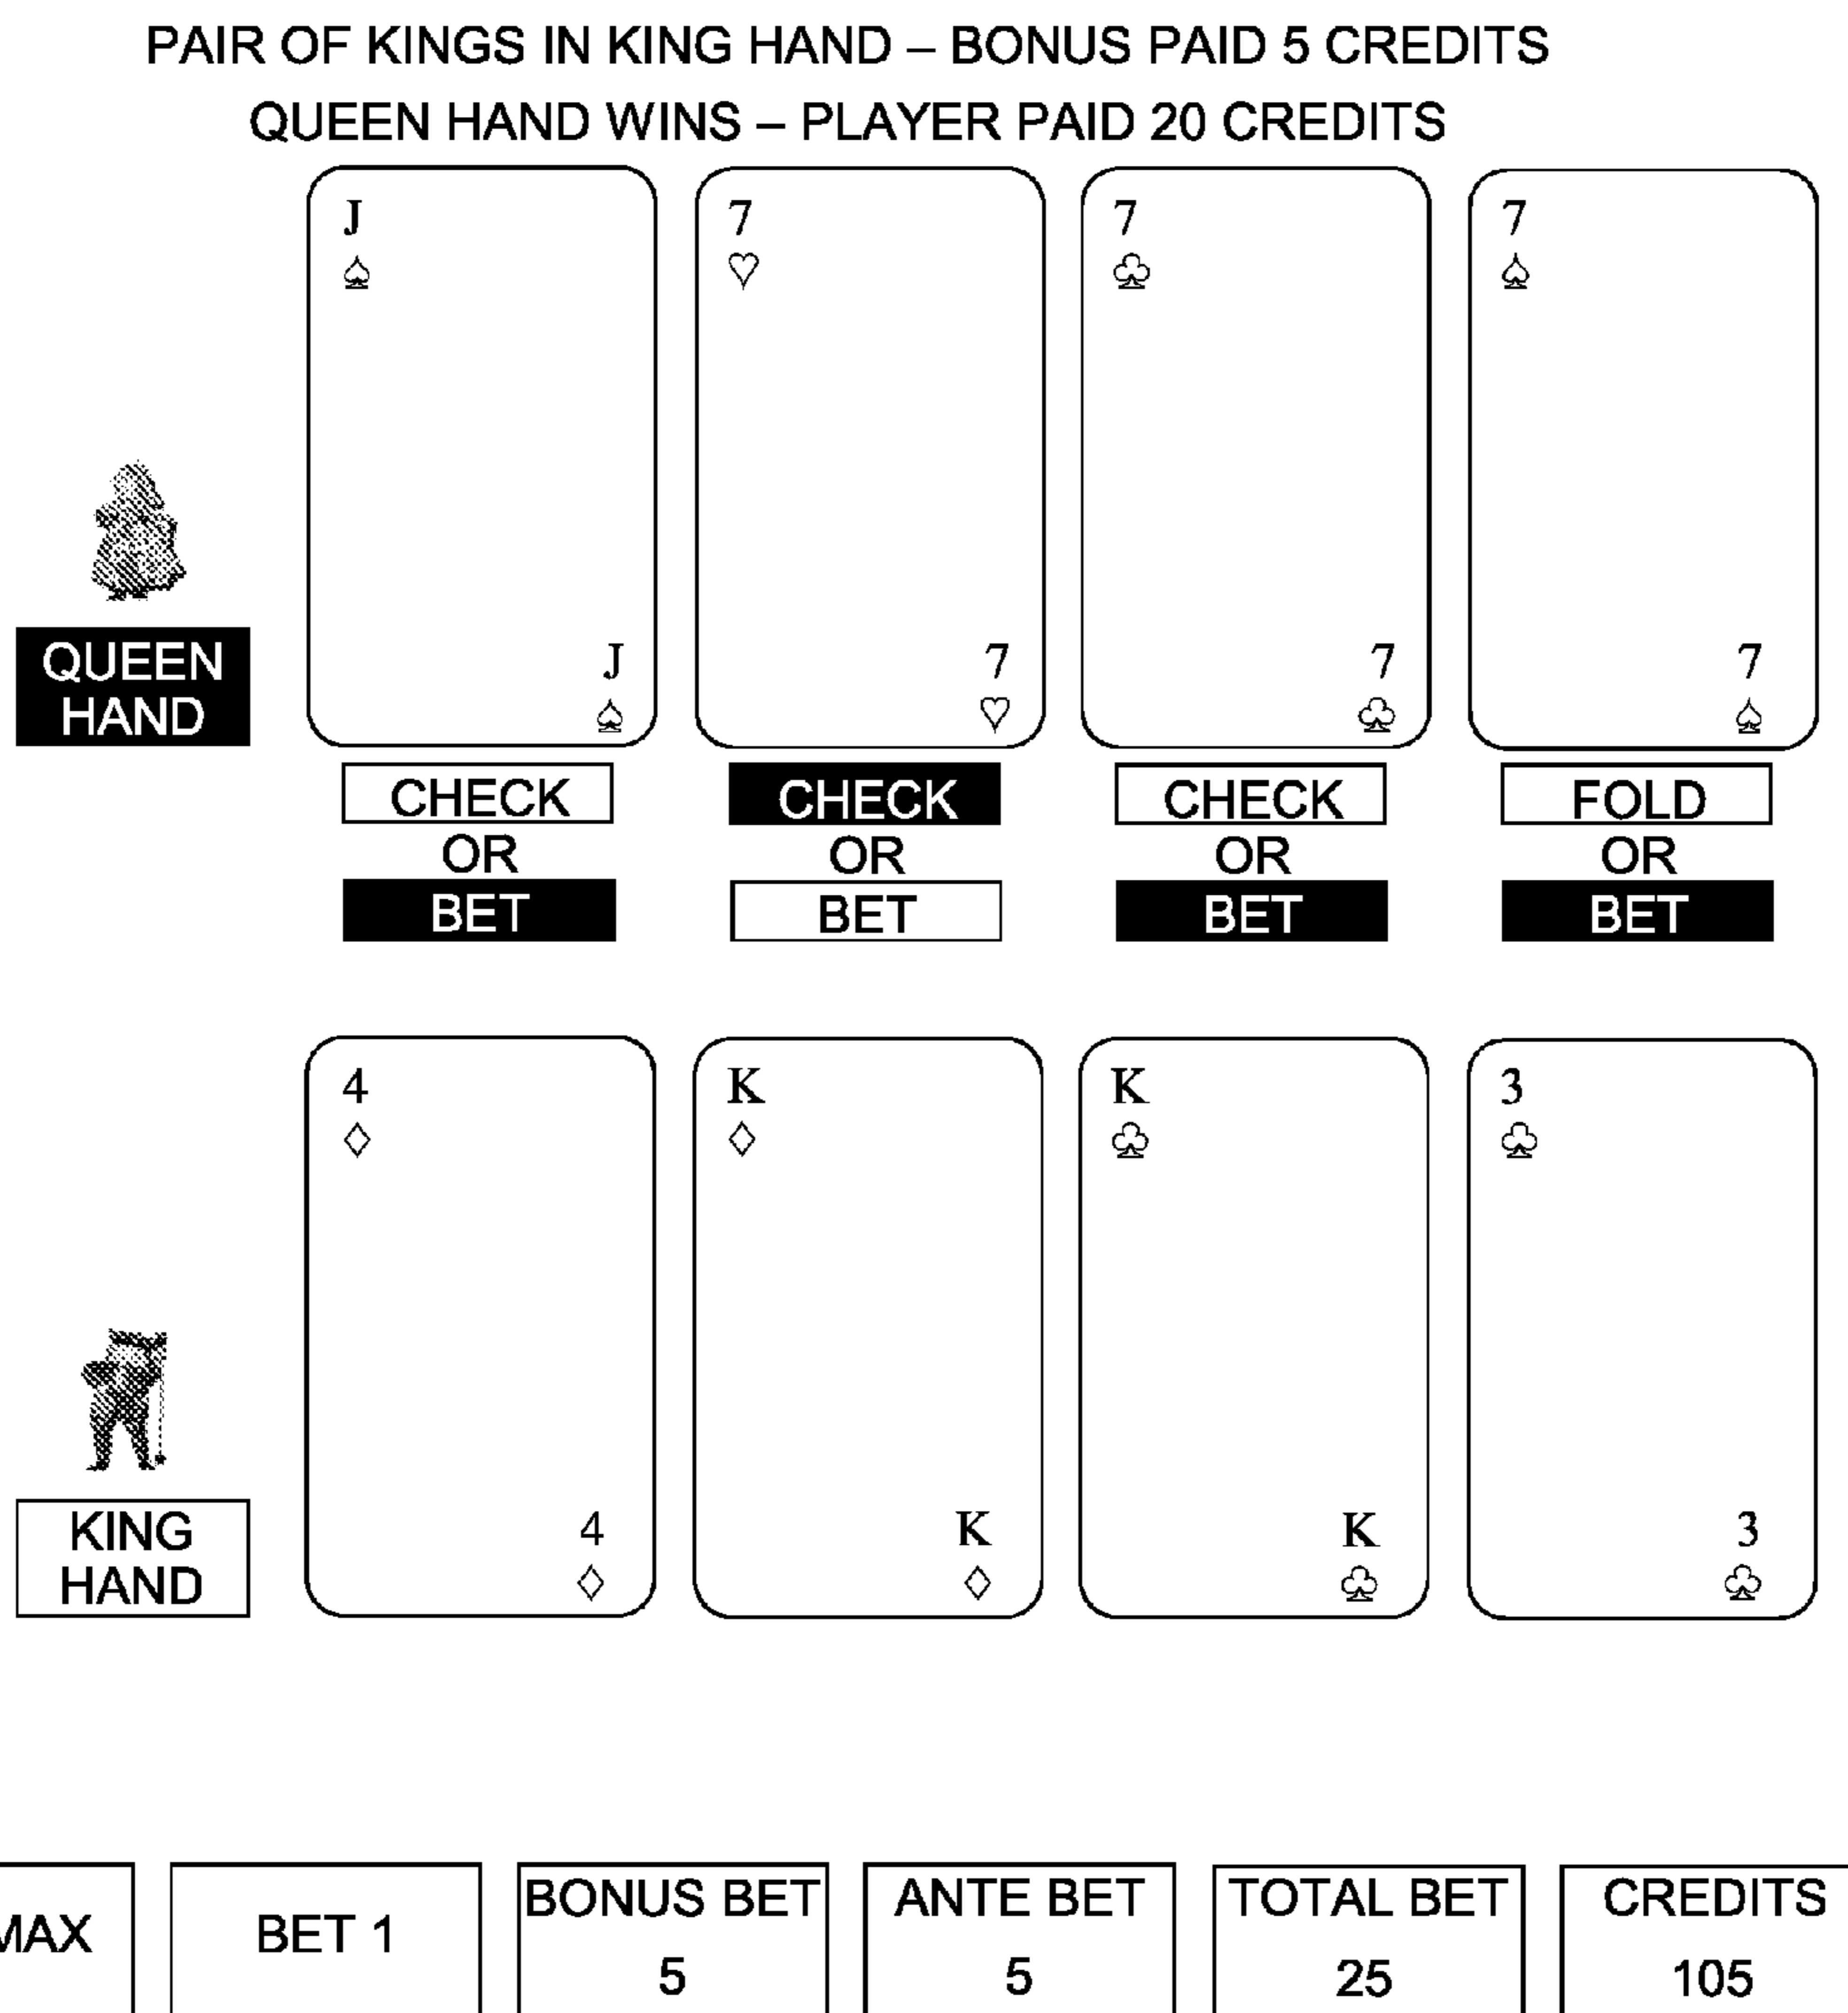 PAIR OF KINGS IN KING HAND – BONUS PAID 5 CREDITS
QUEEN HAND WINS – PLAYER PAID 20 CREDITS
J 7 7 7
♤ ♡ ♧ ♤
QUEEN
HAND
J 7 7 7
♤ ♡ ♧ ♤
CHECK CHECK CHECK FOLD
OR OR OR OR
BET BET BET BET
4 K K 3
♢ ♢ ♧ ♧
KING
HAND
4 K K 3
♢ ♢ ♧ ♧
BONUS BET ANTE BET TOTAL BET CREDITS
BET 1
5 5 25 105